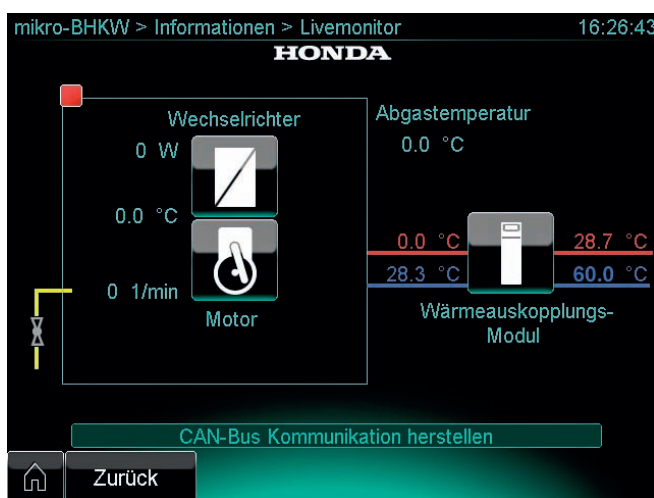 mikro-BHKW > Informationen > Livemonitor 16:26:43
HONDA
Wechselrichter
Abgastemperatur
0 W
0.0 °C
0.0 °C
0.0 °C
28.7 °C
28.3 °C
60.0 °C
0 1/min
Motor
Wärmeauskopplungs-
Modul
CAN-Bus Kommunikation herstellen
Zurück